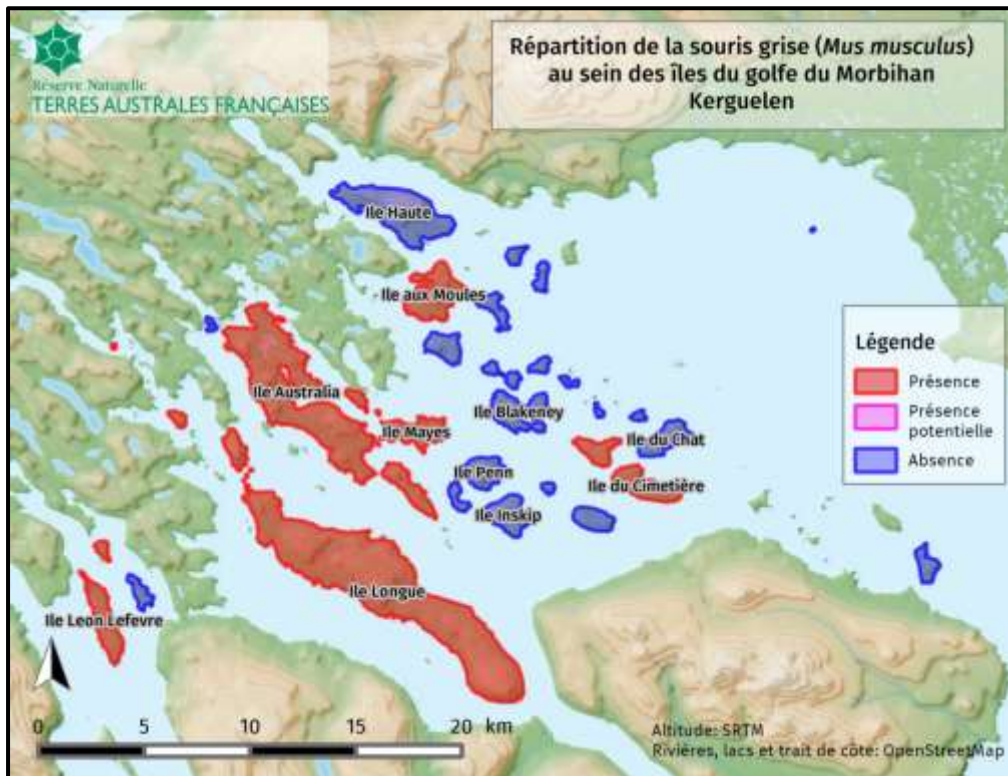 Réserve Naturelle
TERRES AUSTRALES FRANÇAISES
Répartition de la souris grise (Mus musculus)
au sein des îles du golfe du Morbihan
Kerguelen
Ile Haute
Ile aux Moules
Ile Australia
Ile Mayes
Ile Blakeney
Ile du Chat
Ile Penn
Ile du Cimetière
Ile Inskip
Ile Longue
Ile Leon Lefevre
Légende
Présence
Présence
potentielle
Absence
0 5 10 15 20 km
Altitude: SRTM
Rivières, lacs et trait de côte: OpenStreetMap